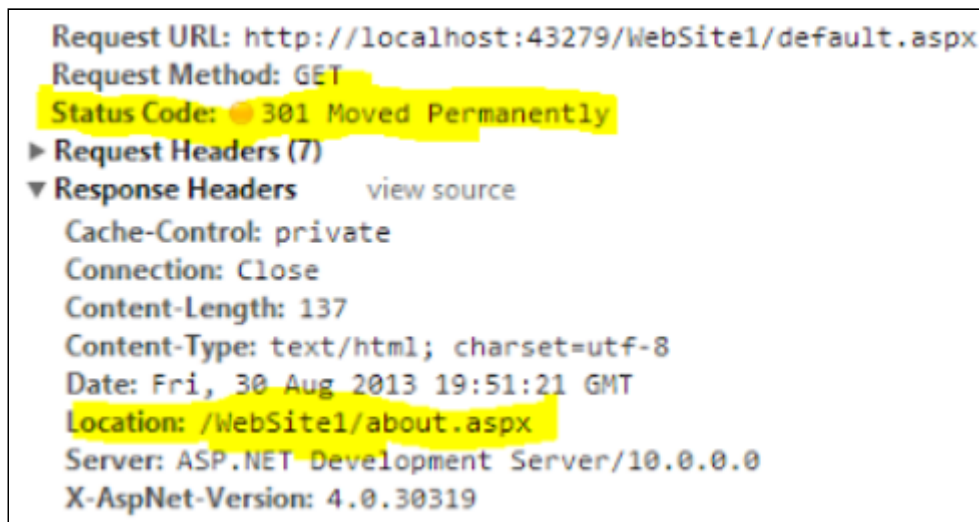 Request URL: http://localhost:43279/WebSite1/default.aspx
Request Method: GET
Status Code: 301 Moved Permanently
Request Headers (7)
Response Headers view source
Cache-Control: private
Connection: Close
Content-Length: 137
Content-Type: text/html; charset=utf-8
Date: Fri, 30 Aug 2013 19:51:21 GMT
Location: /WebSite1/about.aspx
Server: ASP.NET Development Server/10.0.0.0
X-AspNet-Version: 4.0.30319